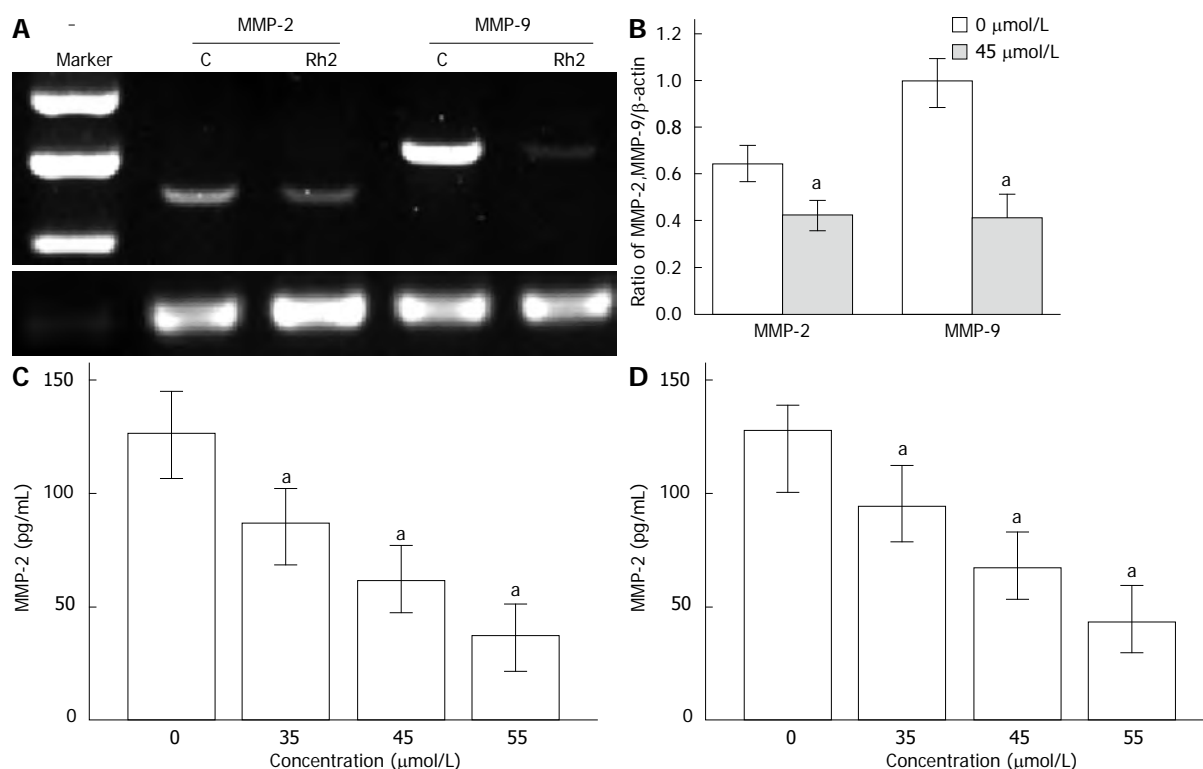 A
-
MMP-2
MMP-9
Marker
C
Rh2
C
Rh2
B
0 μmol/L
45 μmol/L
Ratio of MMP-2,MMP-9/β-actin
1.2
1.0
0.8
0.6
0.4
0.2
0.0
a
a
MMP-2
MMP-9
C
MMP-2 (pg/mL)
150
100
50
0
a
a
a
0
35
45
55
Concentration (μmol/L)
D
MMP-2 (pg/mL)
150
100
50
0
a
a
a
0
35
45
55
Concentration (μmol/L)